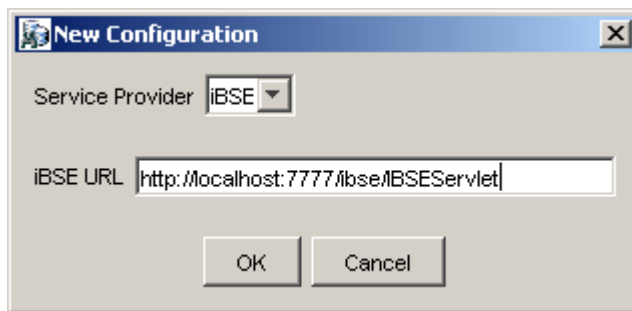 New Configuration
Service Provider iBSE
iBSE URL http://localhost:7777/ibse/IBSEServlet
OK Cancel